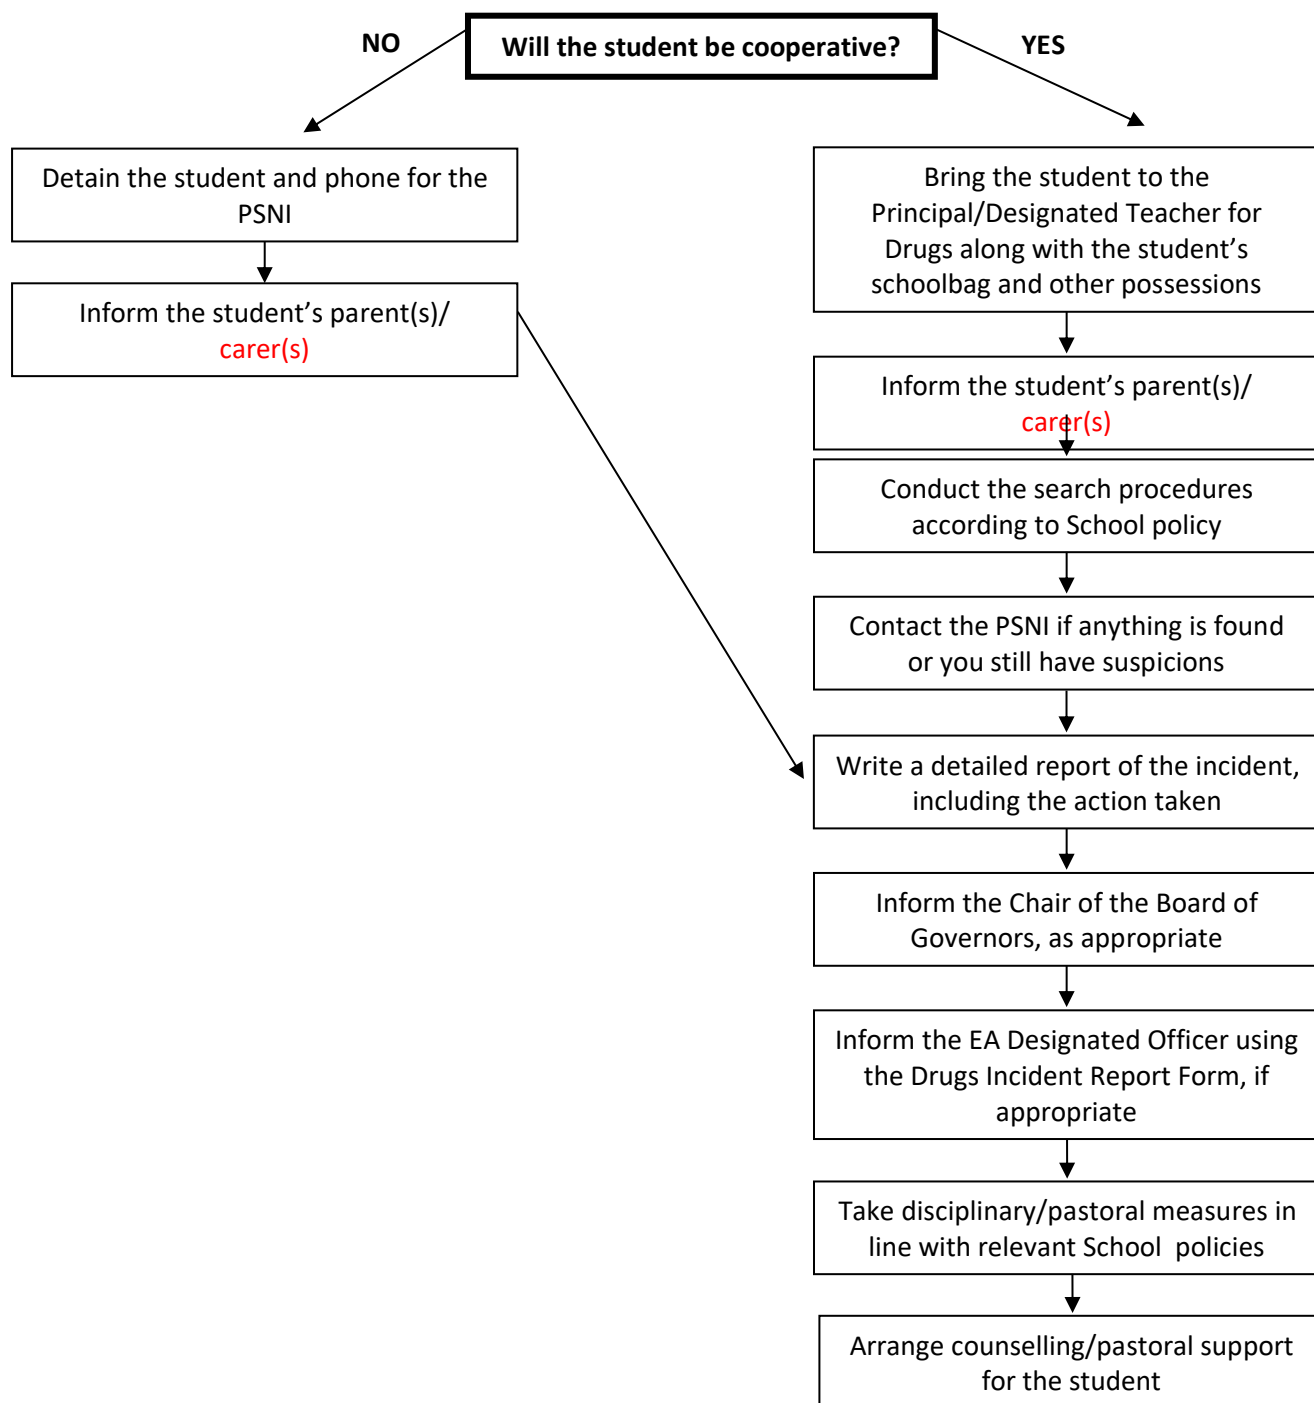 Will the student be cooperative?
NO
YES
Detain the student and phone for the
PSNI
Inform the student’s parent(s)/
carer(s)
Bring the student to the
Principal/Designated Teacher for
Drugs along with the student’s
schoolbag and other possessions
Inform the student’s parent(s)/
carer(s)
Conduct the search procedures
according to School policy
Contact the PSNI if anything is found
or you still have suspicions
Write a detailed report of the incident,
including the action taken
Inform the Chair of the Board of
Governors, as appropriate
Inform the EA Designated Officer using
the Drugs Incident Report Form, if
appropriate
Take disciplinary/pastoral measures in
line with relevant School  policies
Arrange counselling/pastoral support
for the student